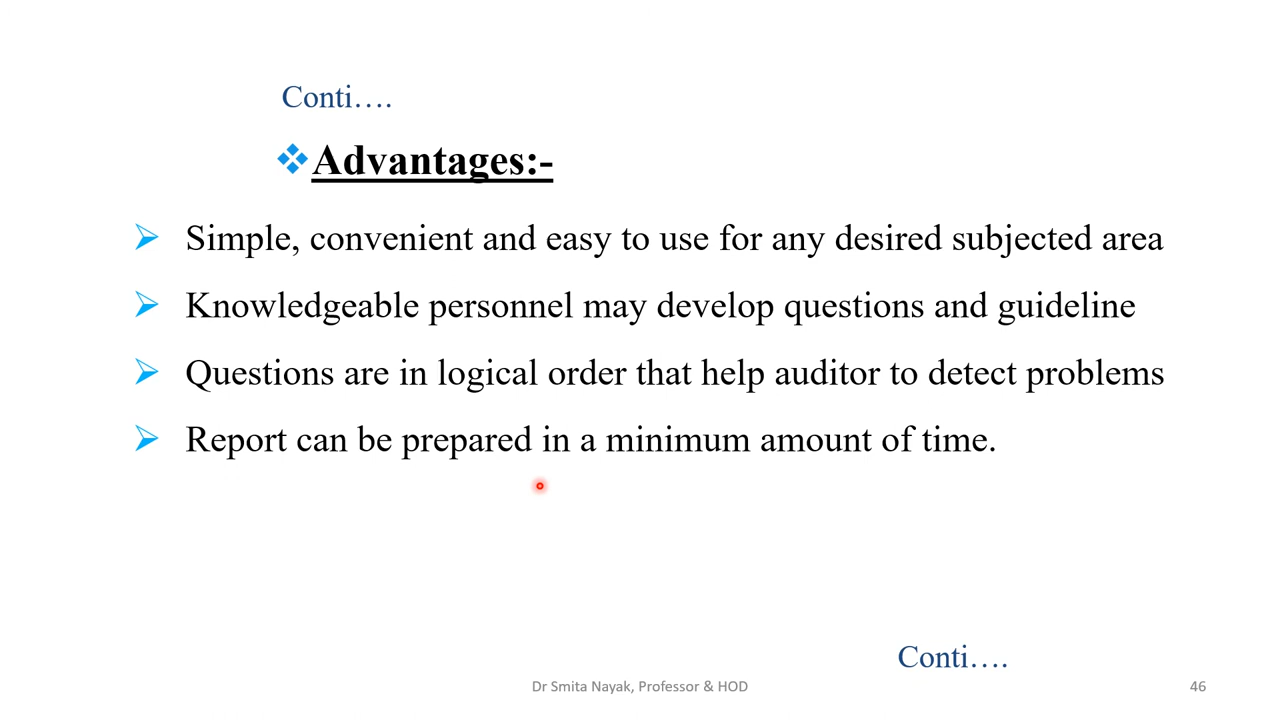 Conti….
Advantages:-
Simple, convenient and easy to use for any desired subjected area
Knowledgeable personnel may develop questions and guideline
Questions are in logical order that help auditor to detect problems
Report can be prepared in a minimum amount of time.
Conti….
Dr Smita Nayak, Professor & HOD
46